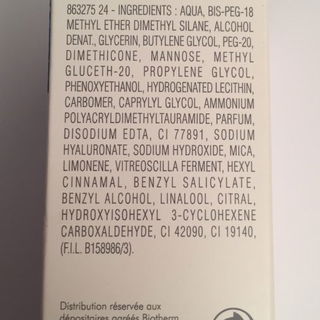 863275 24 - INGREDIENTS : AQUA, BIS-PEG-18
METHYL ETHER DIMETHYL SILANE, ALCOHOL
DENAT., GLYCERIN, BUTYLENE GLYCOL, PEG-20,
DIMETHICONE, MANNOSE, METHYL
GLUCETH-20, PROPYLENE GLYCOL,
PHENOXYETHANOL, HYDROGENATED LECITHIN,
CARBOMER, CAPRYLYL GLYCOL, AMMONIUM
POLYACRYLDIMETHYLTAURAMIDE, PARFUM,
DISODIUM EDTA, CI 77891, SODIUM
HYALURONATE, SODIUM HYDROXIDE, MICA,
LIMONENE, VITREOSCILLA FERMENT, HEXYL
CINNAMAL, BENZYL SALICYLATE,
BENZYL ALCOHOL, LINALOOL, CITRAL,
HYDROXYISOHEXYL 3-CYCLOHEXENE
CARBOXALDEHYDE, CI 42090, CI 19140,
(F.I.L. B158986/3).
Distribution réservée aux
dépositaires agréés Biotherm